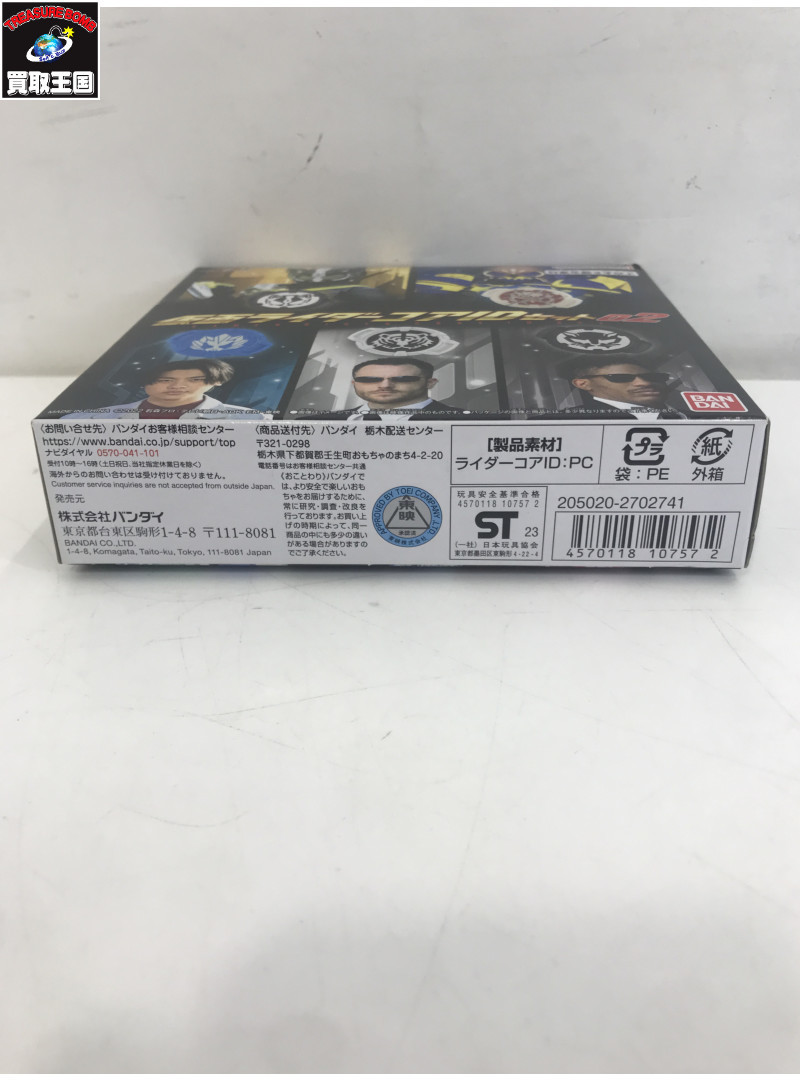 TREASURE BOMB
買取王国
仮面ライダーコアIDセット02
BAN
DAI
〈お問い合せ先〉バンダイお客様相談センター
https://www.bandai.co.jp/support/top
ナビダイヤル 0570-041-101
受付10時〜16時(土日祝日、当社指定休業日を除く)
海外からのお問い合わせは受け付けておりません。
Customer service inquiries are not accepted from outside Japan.
発売元
株式会社バンダイ
東京都台東区駒形1-4-8 〒111-8081
BANDAI CO.,LTD.
1-4-8, Komagata, Taito-ku, Tokyo, 111-8081 Japan
〈商品送付先〉バンダイ 栃木配送センター
〒321-0298
栃木県下都賀郡壬生町おもちゃのまち4-2-20
電話番号はお客様相談センター共通
〈おことわり〉バンダイで
は、より安全で楽しいおも
ちゃをお届けするために、
常に研究・調査・改良を
行っております。お買い上
げの時期によって、同一
商品の中にも多少の違い
がある場合がありますので
ご了承ください。
APPROVED BY TOEI COMPANY, LTD.
東映
東映株式会社
【製品素材】
ライダーコアID:PC
プラ
袋:PE
紙
外箱
玩具安全基準合格
4570118 10757 2
ST 23
(一社)日本玩具協会
東京都墨田区東駒形4-22-4
205020-2702741
4570118 107572